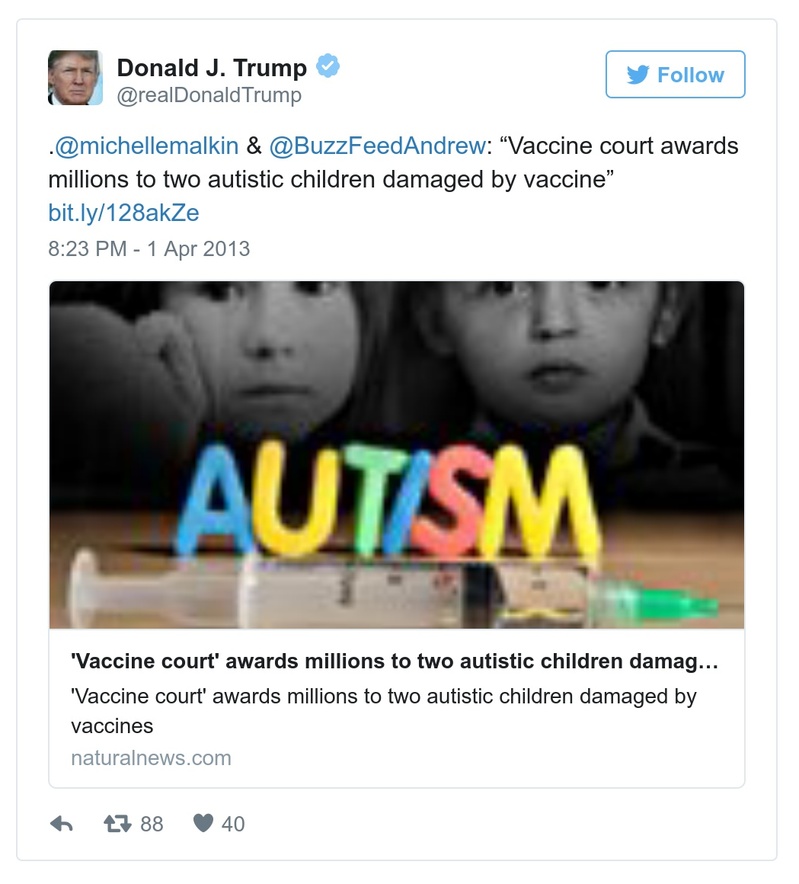 Donald J. Trump
@realDonaldTrump
Follow
.@michellemalkin & @BuzzFeedAndrew: “Vaccine court awards
millions to two autistic children damaged by vaccine”
bit.ly/128akZe
8:23 PM - 1 Apr 2013
AUTISM
'Vaccine court' awards millions to two autistic children damag…
'Vaccine court' awards millions to two autistic children damaged by
vaccines
naturalnews.com
88 40